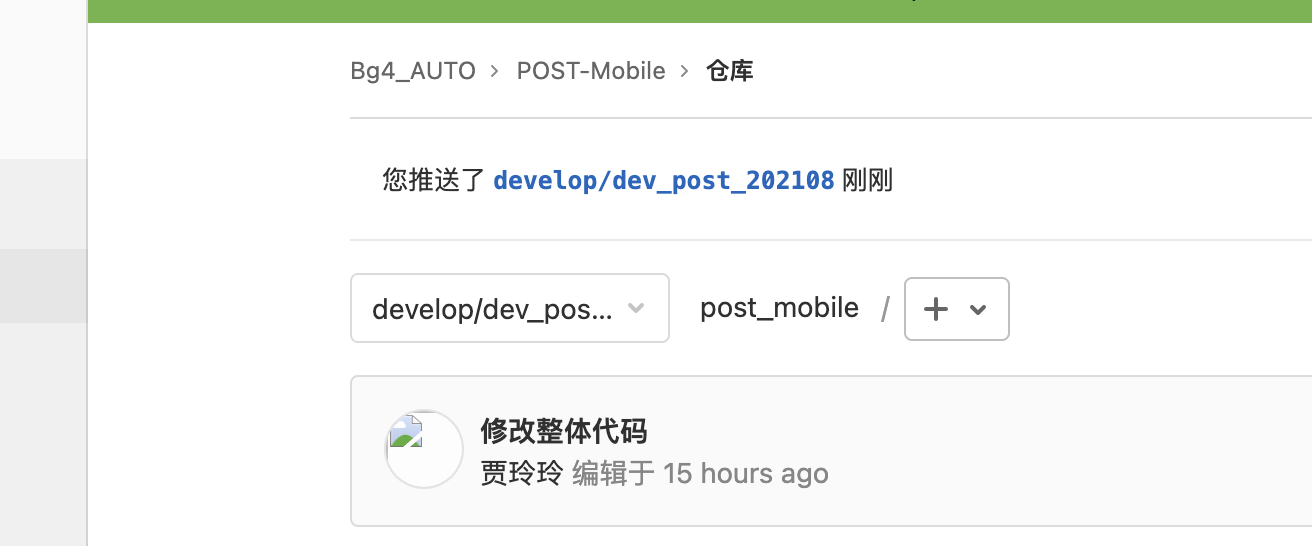 Bg4_AUTO > POST-Mobile > 仓库
您推送了 develop/dev_post_202108 刚刚
develop/dev_pos... post_mobile / +
修改整体代码
贾玲玲 编辑于 15 hours ago